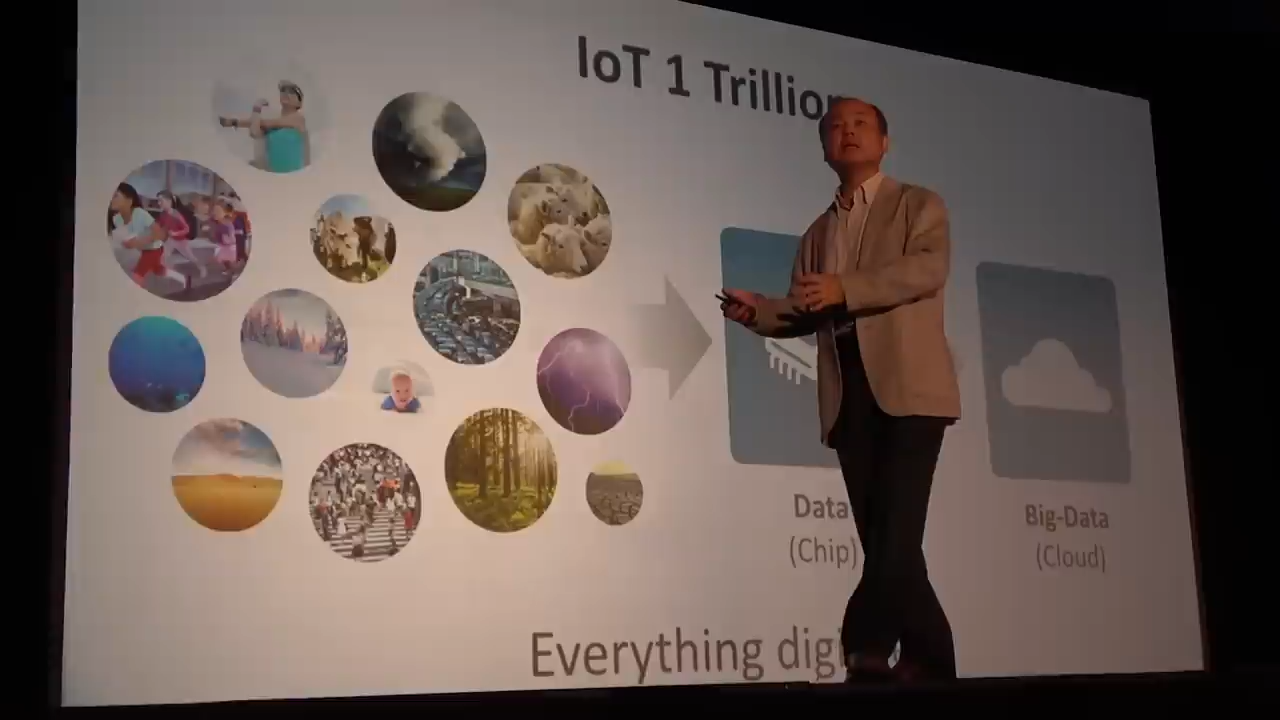 IoT 1 Trillion
Data
(Chip)
Big-Data
(Cloud)
Everything digi